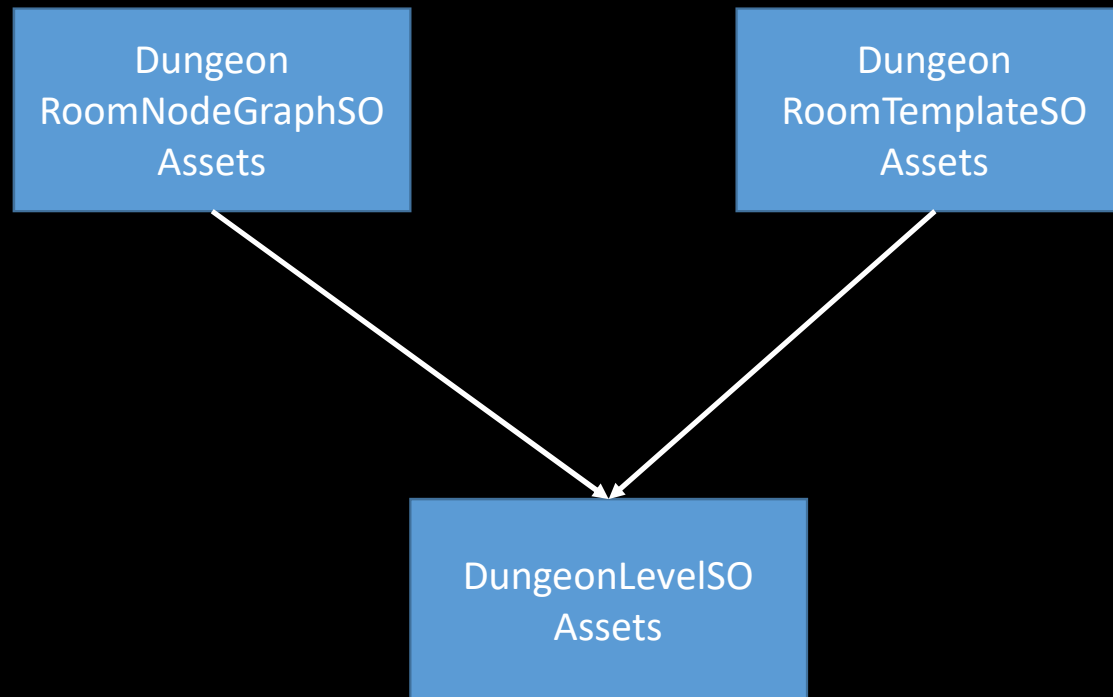 Dungeon
RoomNodeGraphSO
Assets
Dungeon
RoomTemplateSO
Assets
DungeonLevelSO
Assets